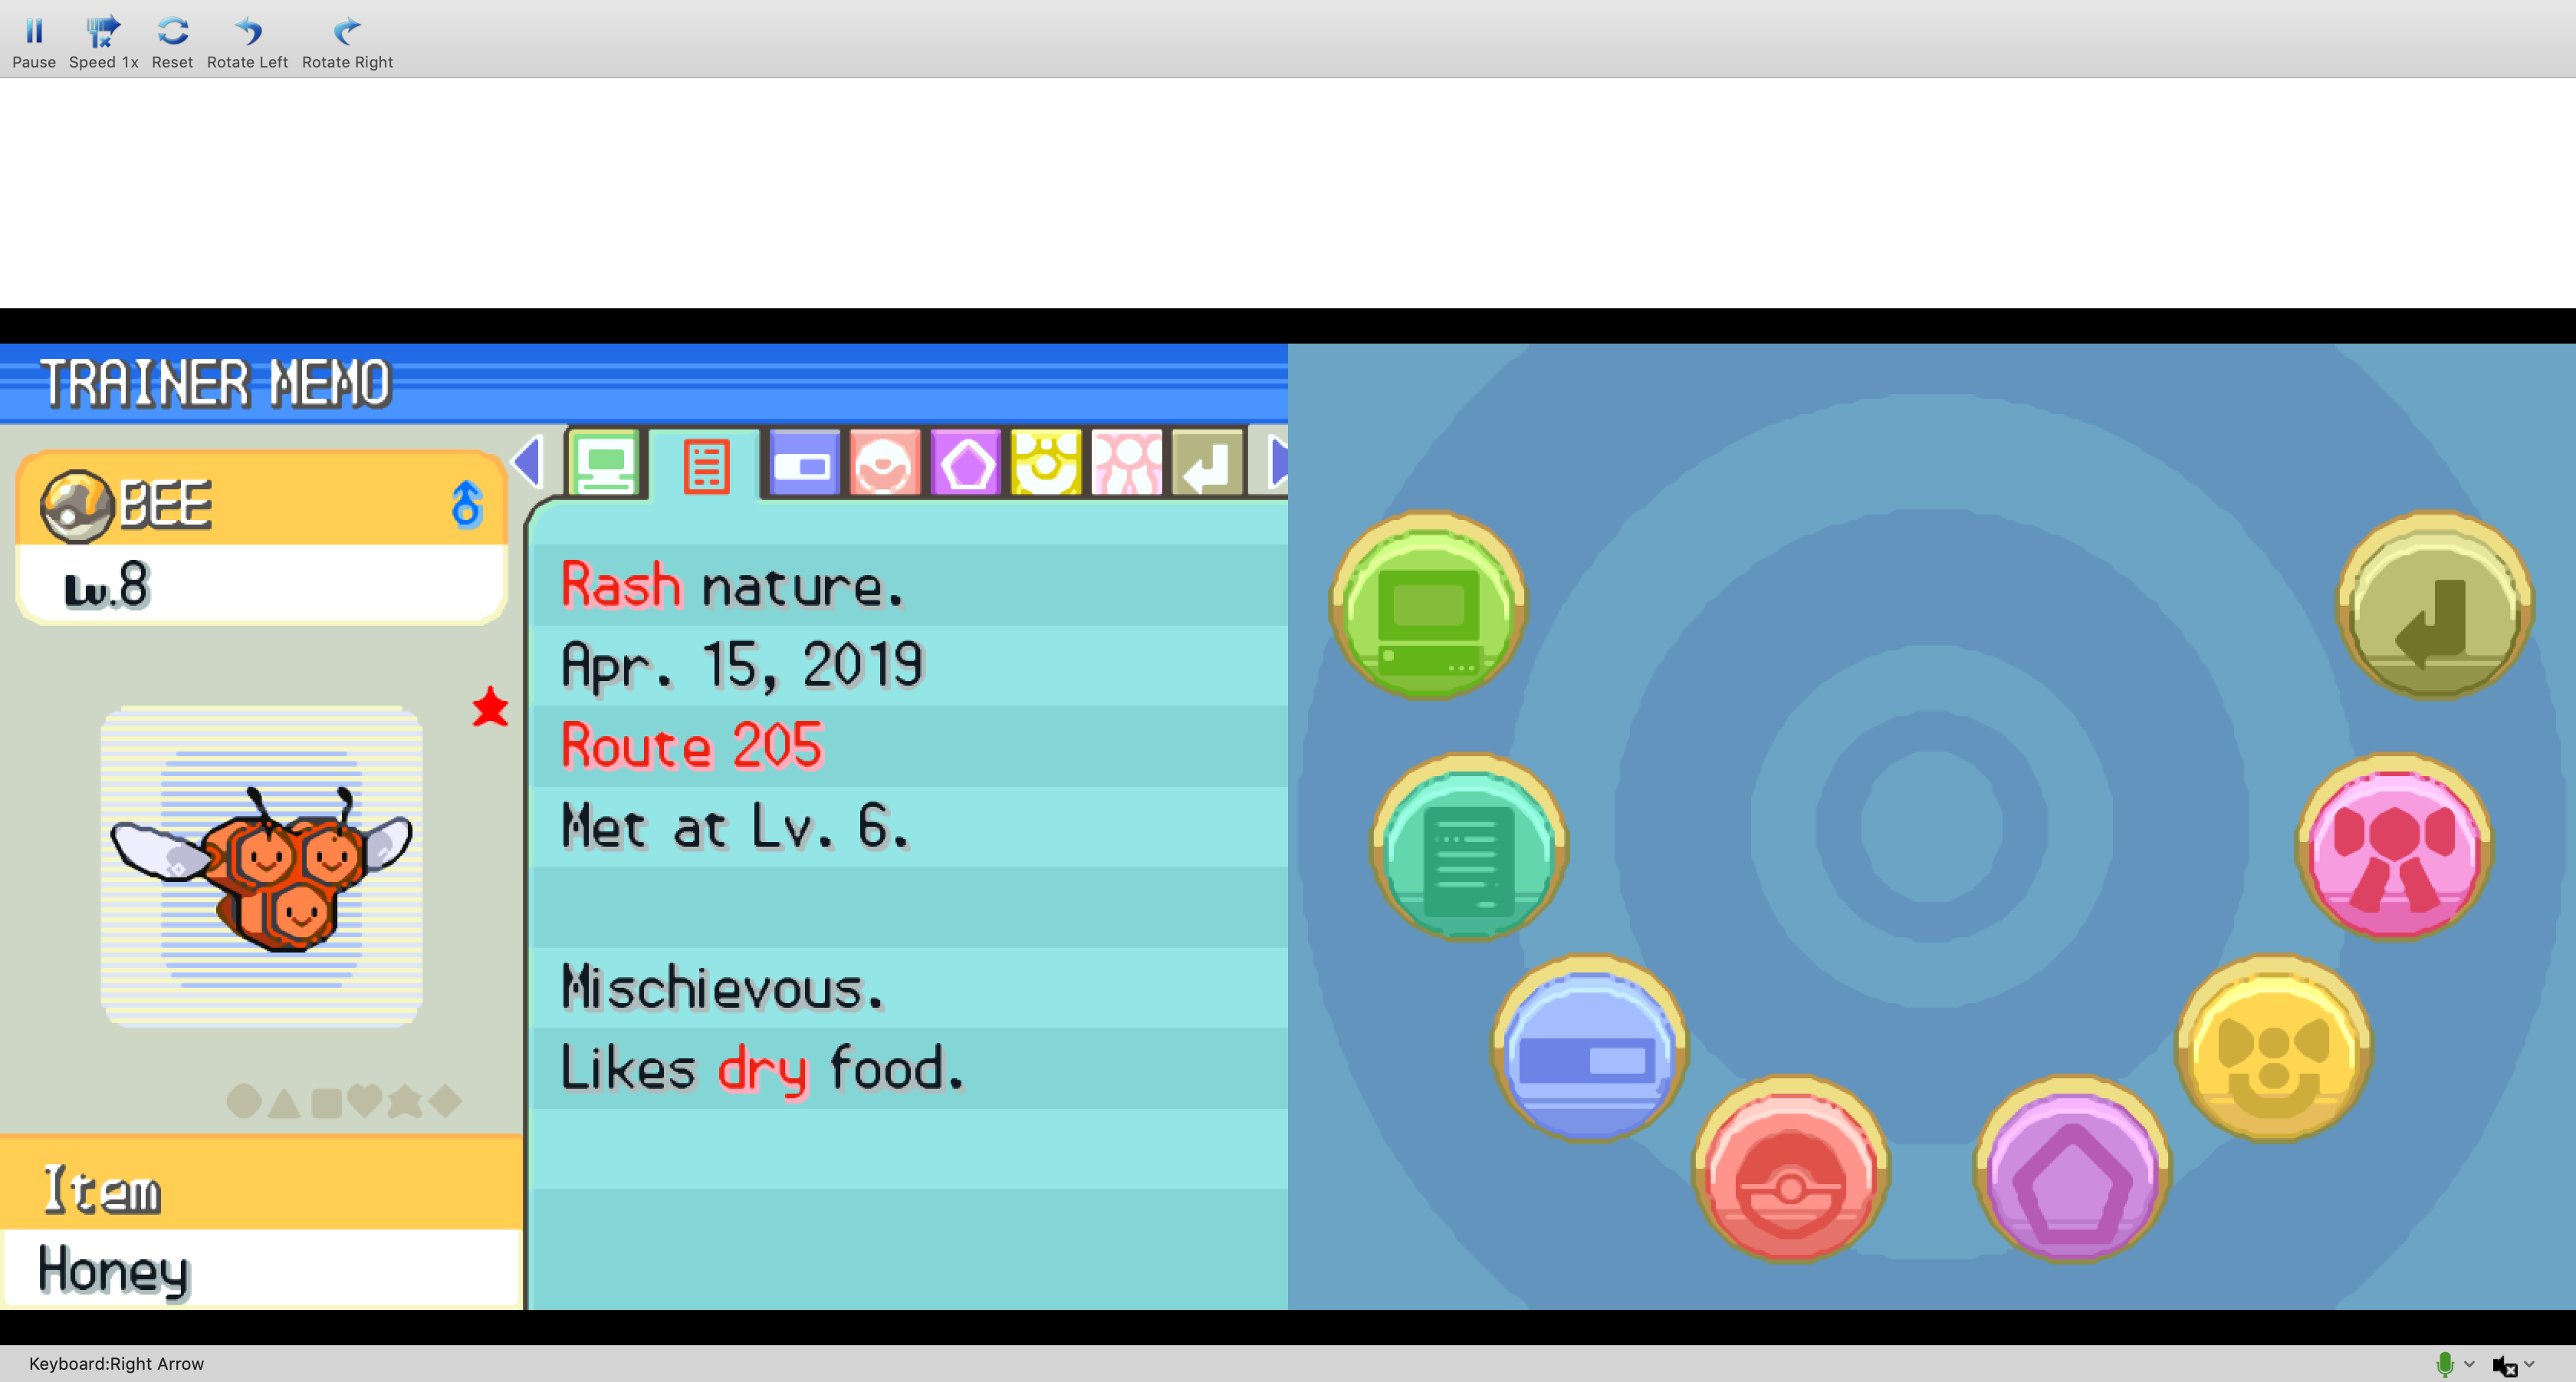 Pause
Speed 1x
Reset
Rotate Left
Rotate Right
TRAINER MEMO
BEE ♂
Lv.8
Rash nature.
Apr. 15, 2019
Route 205
Met at Lv. 6.
Mischievous.
Likes dry food.
Item
Honey
Keyboard:Right Arrow